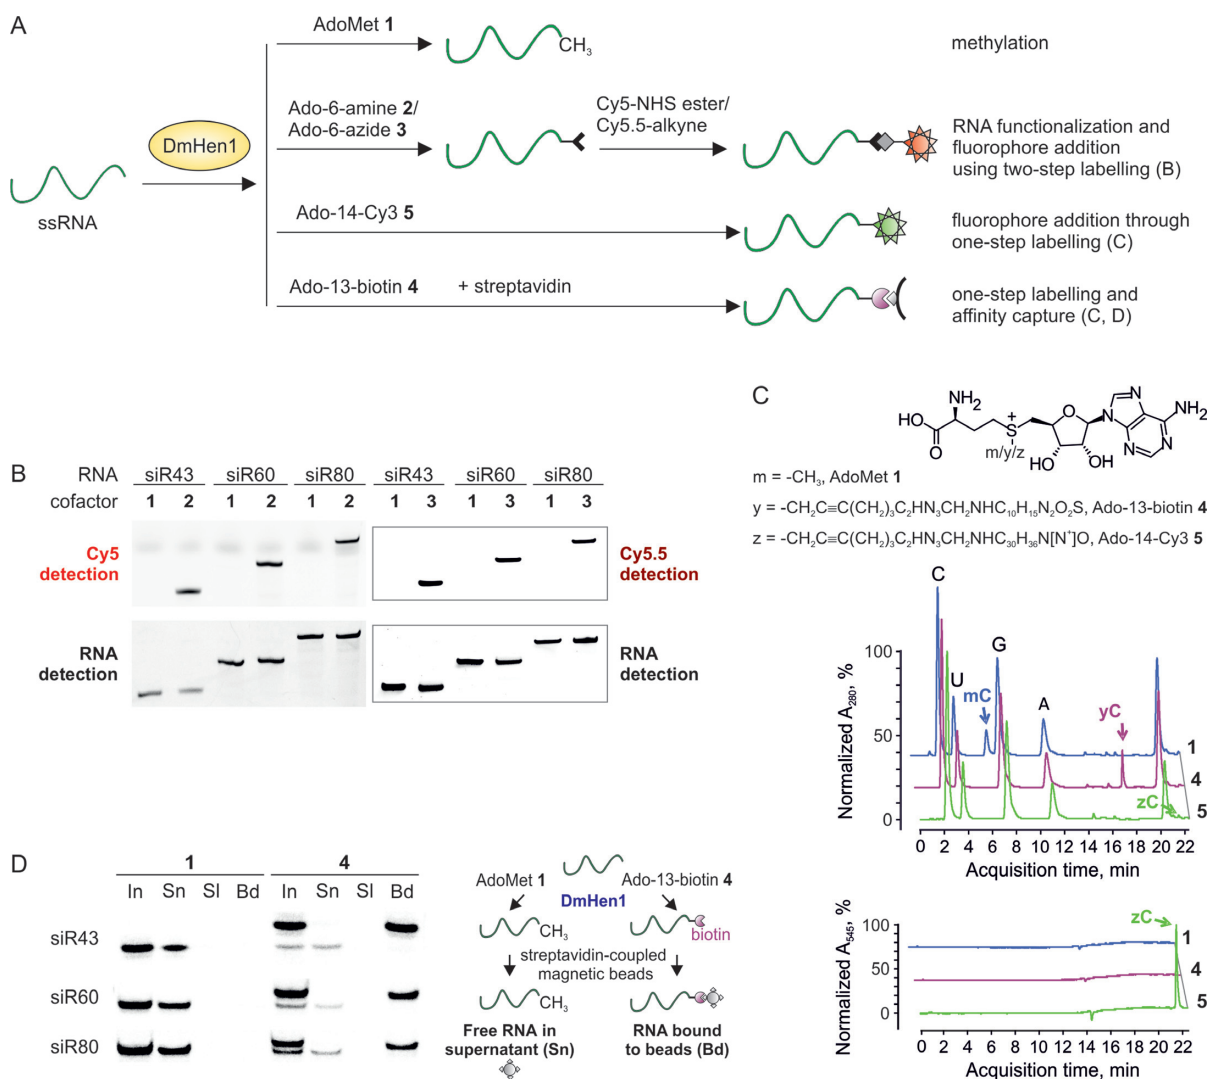 A
AdoMet 1
CH₃
methylation
DmHen1
ssRNA
Ado-6-amine 2/
Ado-6-azide 3
Cy5-NHS ester/
Cy5.5-alkyne
RNA functionalization and
fluorophore addition
using two-step labelling (B)
Ado-14-Cy3 5
fluorophore addition through
one-step labelling (C)
Ado-13-biotin 4
+ streptavidin
one-step labelling and
affinity capture (C, D)
B
RNA siR43 siR60 siR80 siR43 siR60 siR80
cofactor 1 2 1 2 1 2 1 3 1 3 1 3
Cy5
detection
Cy5.5
detection
RNA
detection
RNA
detection
C
NH₂
HO
O
S
+
m/y/z
O
HO
OH
N
N
N
N
NH₂
m = -CH₃, AdoMet 1
y = -CH₂C≡C(CH₂)₃C₂HN₃CH₂NHC₁₀H₁₅N₂O₂S, Ado-13-biotin 4
z = -CH₂C≡C(CH₂)₃C₂HN₃CH₂NHC₃₀H₃₆N[N⁺]O, Ado-14-Cy3 5
Normalized A₂₈₀, %
100
50
0
C
U
mC
G
A
yC
zC
1
4
5
0 2 4 6 8 10 12 14 16 18 20 22
Acquisition time, min
Normalized A₅₄₅, %
100
50
0
zC
1
4
5
0 2 4 6 8 10 12 14 16 18 20 22
Acquisition time, min
D
1 4
In Sn Sl Bd In Sn Sl Bd
siR43
siR60
siR80
AdoMet 1
Ado-13-biotin 4
DmHen1
CH₃
biotin
streptavidin-coupled
magnetic beads
CH₃
Free RNA in
supernatant (Sn)
RNA bound
to beads (Bd)